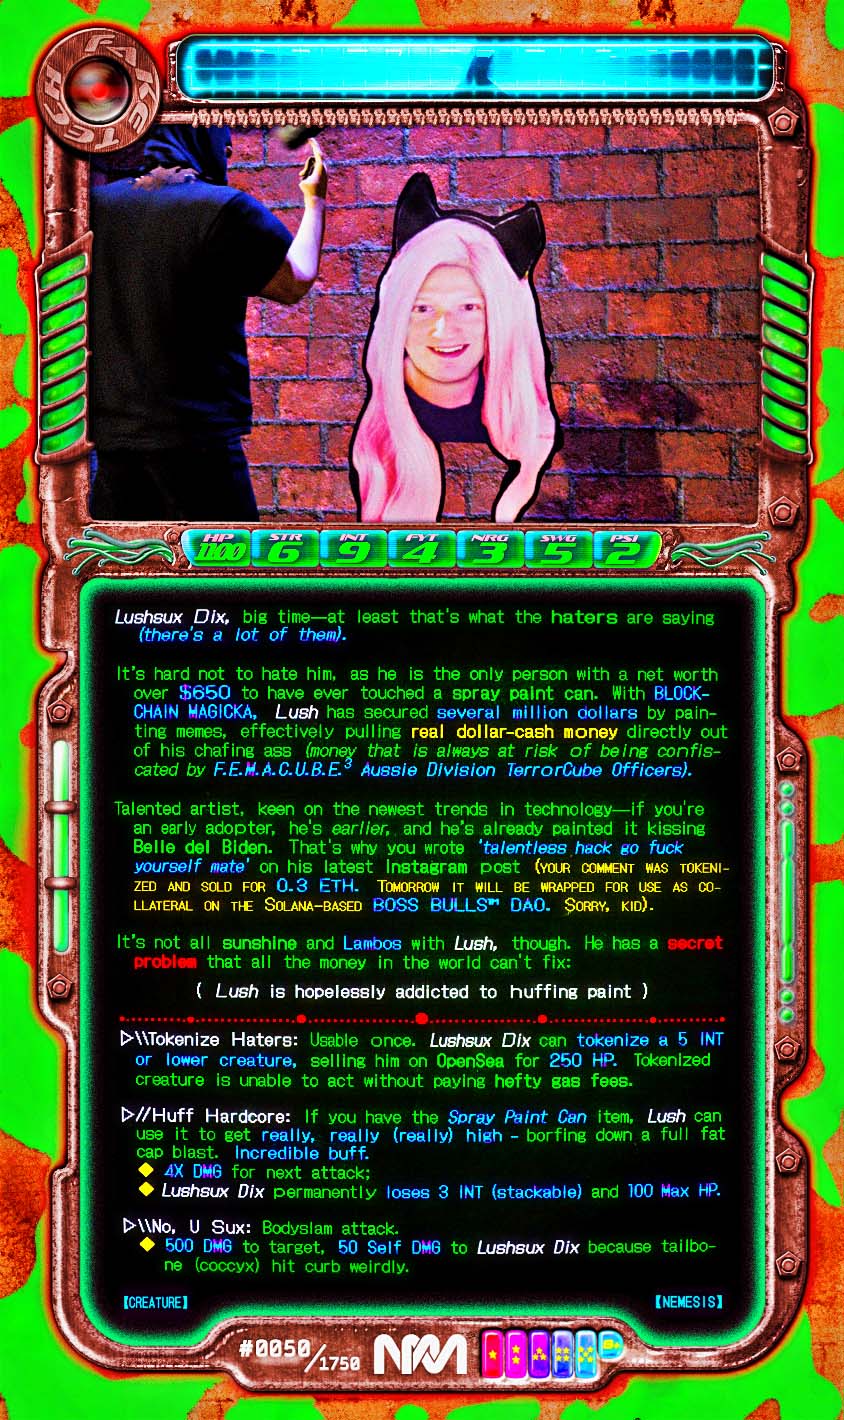 FAKE TECH
HP STR INT FYT NRG SWG PSI
1100 6 9 4 3 5 2
Lushsux Dix, big time—at least that's what the haters are saying
(there's a lot of them).
It's hard not to hate him, as he is the only person with a net worth
over $650 to have ever touched a spray paint can. With BLOCK-
CHAIN MAGICKA, Lush has secured several million dollars by pain-
ting memes, effectively pulling real dollar-cash money directly out
of his chafing ass (money that is always at risk of being confis-
cated by F.E.M.A.C.U.B.E.³ Aussie Division TerrorCube Officers).
Talented artist, keen on the newest trends in technology—if you're
an early adopter, he's earlier, and he's already painted it kissing
Belle del Biden. That's why you wrote 'talentless hack go fuck
yourself mate' on his latest Instagram post (YOUR COMMENT WAS TOKENI-
ZED AND SOLD FOR 0.3 ETH. TOMORROW IT WILL BE WRAPPED FOR USE AS CO-
LLATERAL ON THE SOLANA-BASED BOSS BULLS™ DAO. SORRY, KID).
It's not all sunshine and Lambos with Lush, though. He has a secret
problem that all the money in the world can't fix:
( Lush is hopelessly addicted to huffing paint )
▷\\Tokenize Haters: Usable once. Lushsux Dix can tokenize a 5 INT
or lower creature, selling him on OpenSea for 250 HP. Tokenized
creature is unable to act without paying hefty gas fees.
▷//Huff Hardcore: If you have the Spray Paint Can item, Lush can
use it to get really, really (really) high - borfing down a full fat
cap blast. Incredible buff.
◆ 4X DMG for next attack;
◆ Lushsux Dix permanently loses 3 INT (stackable) and 100 Max HP.
▷\\No, U Sux: Bodyslam attack.
◆ 500 DMG to target, 50 Self DMG to Lushsux Dix because tailbo-
ne (coccyx) hit curb weirdly.
[CREATURE] [NEMESIS]
#0050/1750 NPM